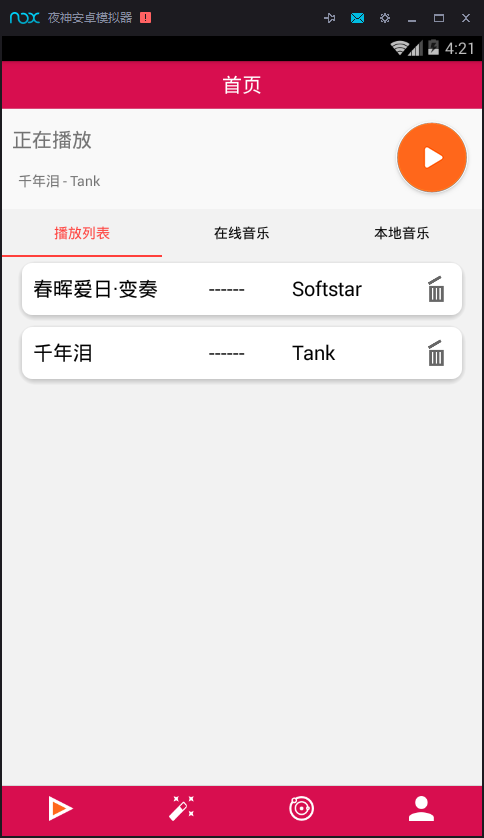 nox 夜神安卓模拟器
4:21
首页
正在播放
千年泪 - Tank
播放列表 在线音乐 本地音乐
春晖爱日·变奏 ------ Softstar
千年泪 ------ Tank